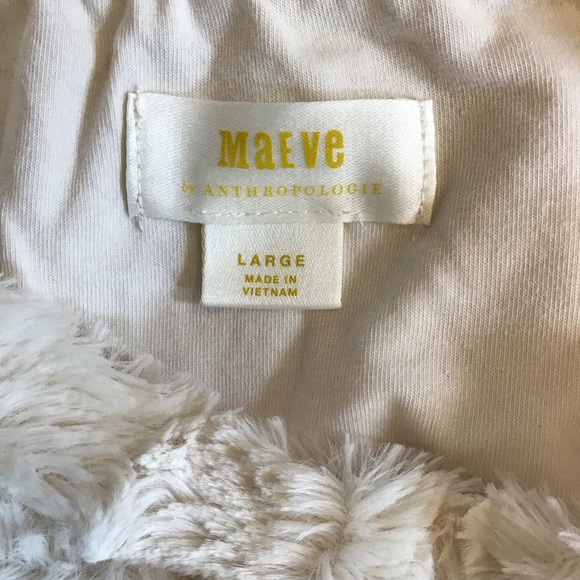 MaEVe
by ANTHROPOLOGIE
LARGE
MADE IN
VIETNAM